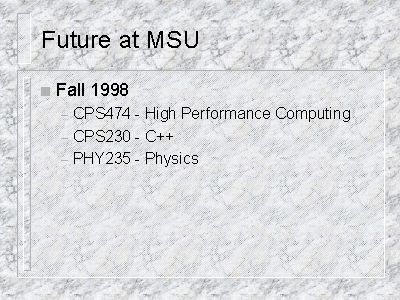 Future at MSU
Fall 1998
– CPS474 - High Performance Computing
– CPS230 - C++
– PHY235 - Physics